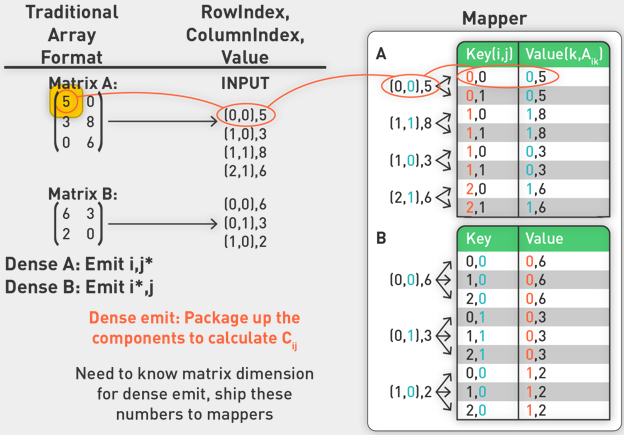 Traditional
Array
Format
RowIndex,
ColumnIndex,
Value
Matrix A:
5 0
3 8
0 6
INPUT
(0,0),5
(1,0),3
(1,1),8
(2,1),6
Matrix B:
6 3
2 0
(0,0),6
(0,1),3
(1,0),2
Dense A: Emit i,j*
Dense B: Emit i*,j
Dense emit: Package up the
components to calculate Cij
Need to know matrix dimension
for dense emit, ship these
numbers to mappers
Mapper
A
Key(i,j) Value(k,Aik)
(0,0),5
0,0 0,5
0,1 0,5
(1,1),8
1,0 1,8
1,1 1,8
(1,0),3
1,0 0,3
1,1 0,3
(2,1),6
2,0 1,6
2,1 1,6
B
Key Value
(0,0),6
0,0 0,6
1,0 0,6
2,0 0,6
(0,1),3
0,1 0,3
1,1 0,3
2,1 0,3
(1,0),2
0,0 1,2
1,0 1,2
2,0 1,2